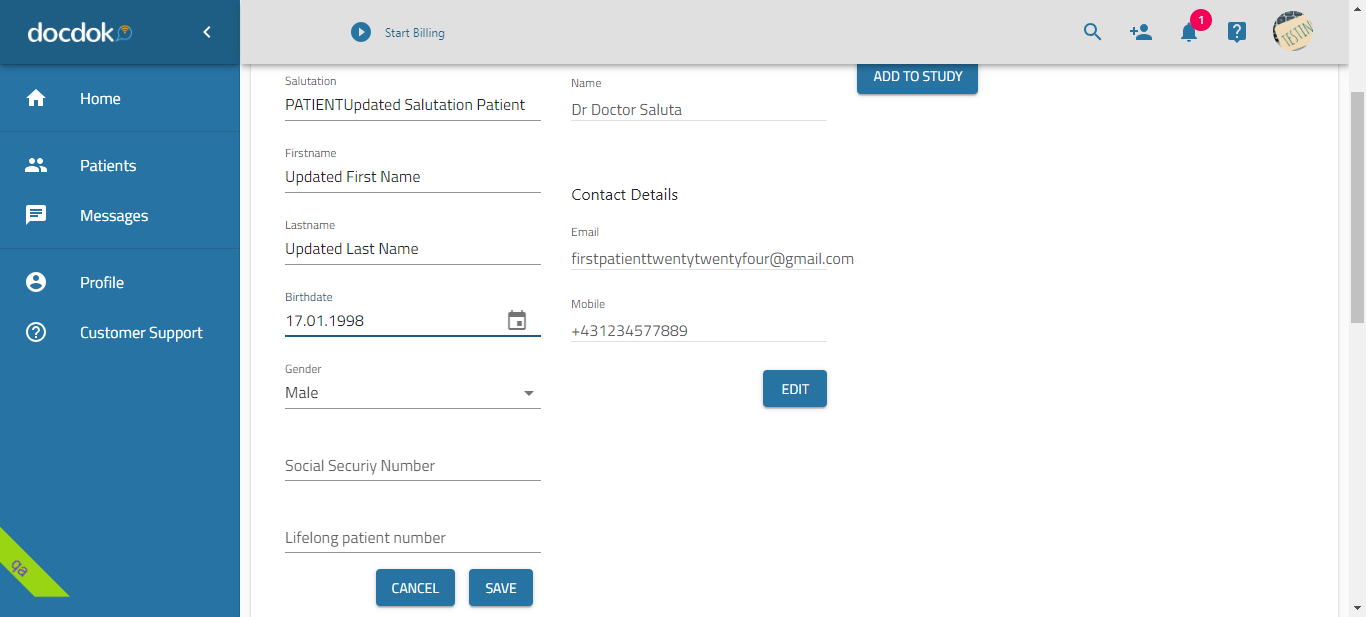 docdok
Start Billing
1
TESTIN
Home
Patients
Messages
Profile
Customer Support
qa
Salutation
PATIENTUpdated Salutation Patient
Firstname
Updated First Name
Lastname
Updated Last Name
Birthdate
17.01.1998
Gender
Male
Social Securiy Number
Lifelong patient number
CANCEL
SAVE
Name
Dr Doctor Saluta
Contact Details
Email
firstpatienttwentytwentyfour@gmail.com
Mobile
+431234577889
EDIT
ADD TO STUDY